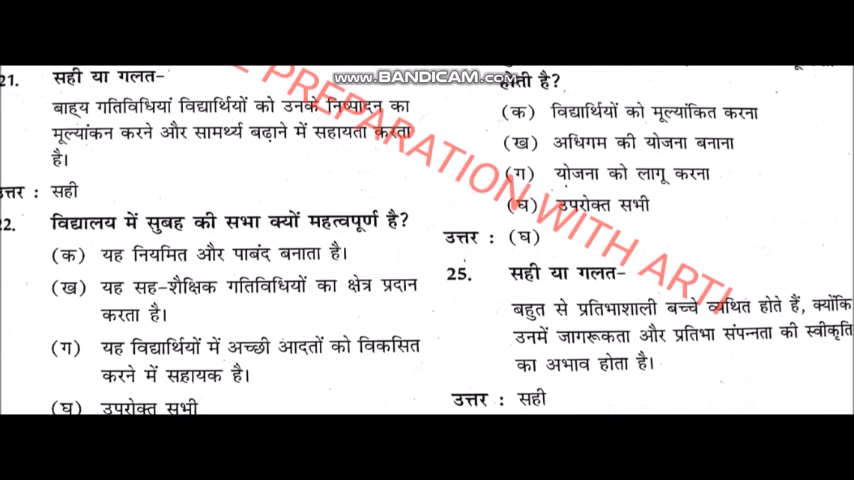 www.BANDICAM.com
PREPARATION WITH ARTI
21. सही या गलत-
बाह्य गतिविधियां विद्यार्थियों को उनके निष्पादन का
मूल्यांकन करने और सामर्थ्य बढ़ाने में सहायता करता
है।
उत्तर : सही
22. विद्यालय में सुबह की सभा क्यों महत्वपूर्ण है?
(क) यह नियमित और पाबंद बनाता है।
(ख) यह सह-शैक्षिक गतिविधियों का क्षेत्र प्रदान
करता है।
(ग) यह विद्यार्थियों में अच्छी आदतों को विकसित
करने में सहायक है।
(घ) उपरोक्त सभी
होती है?
(क) विद्यार्थियों को मूल्यांकित करना
(ख) अधिगम की योजना बनाना
(ग) योजना को लागू करना
(घ) उपरोक्त सभी
उत्तर : (घ)
25. सही या गलत-
बहुत से प्रतिभाशाली बच्चे व्यथित होते हैं, क्योंकि
उनमें जागरूकता और प्रतिभा संपन्नता की स्वीकृति
का अभाव होता है।
उत्तर : सही